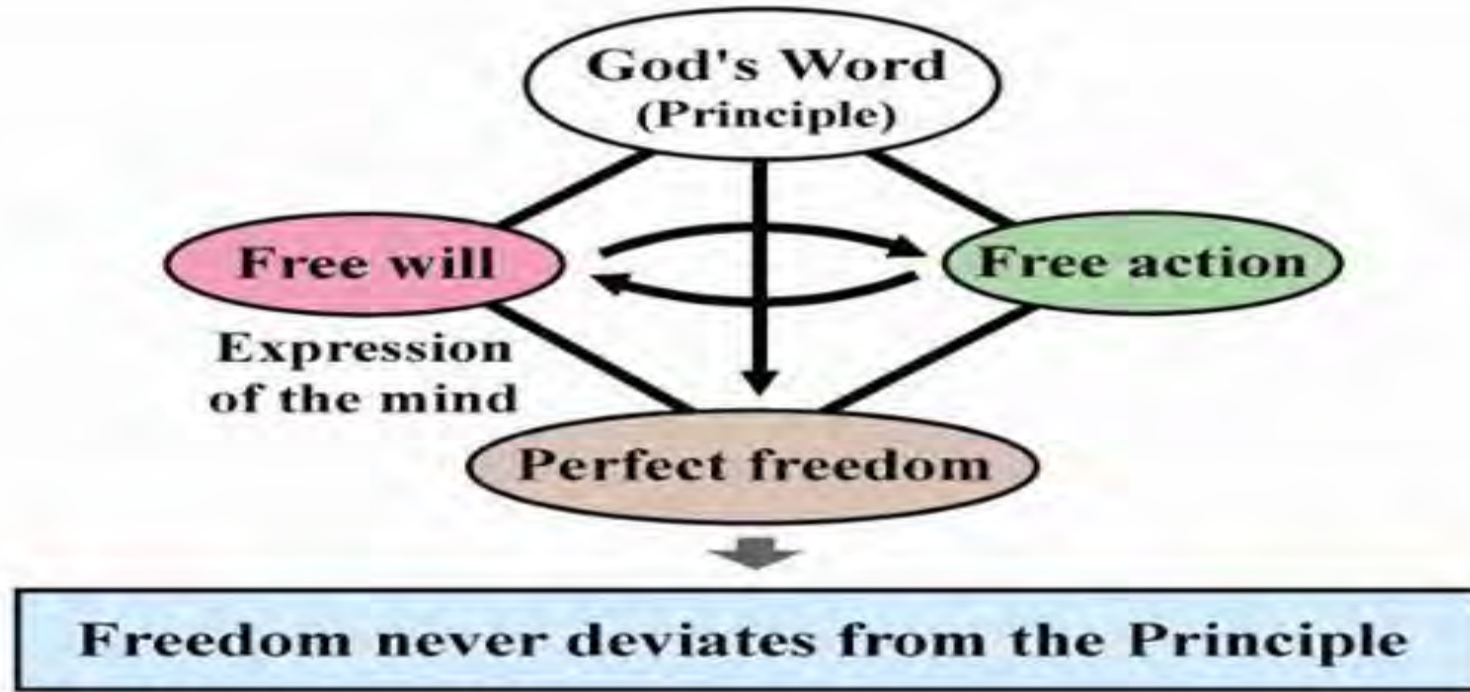 God's Word
(Principle)
Free will
Free action
Expression
of the mind
Perfect freedom
Freedom never deviates from the Principle